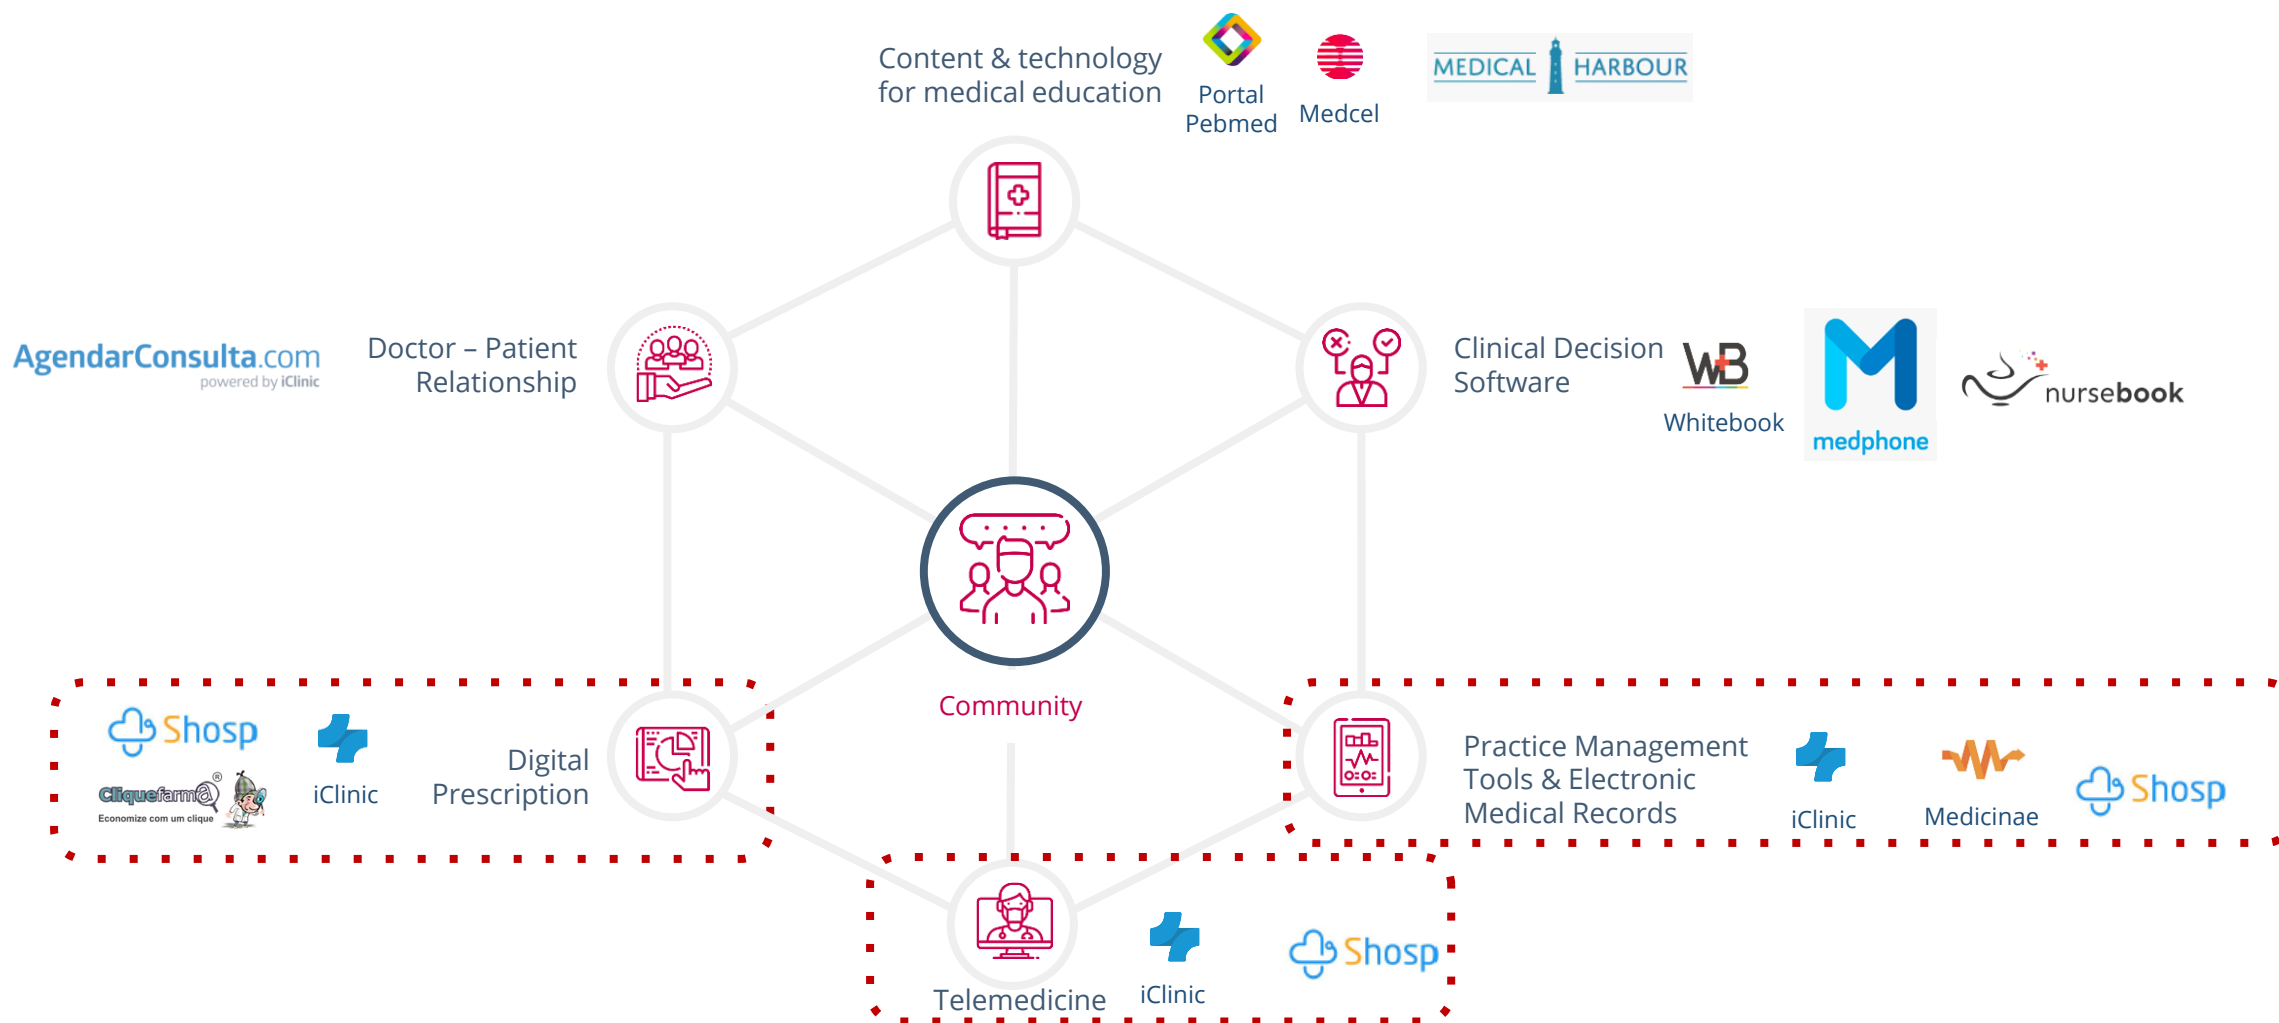 Content & technology
for medical education
Portal
Pebmed
Medcel
MEDICAL HARBOUR
AgendarConsulta.com
powered by iClinic
Doctor – Patient
Relationship
Clinical Decision
Software
W+B
Whitebook
medphone
nursebook
Community
Shosp
Cliquefarma®
Economize com um clique
iClinic
Digital
Prescription
Practice Management
Tools & Electronic
Medical Records
iClinic
Medicinae
Shosp
Telemedicine
iClinic
Shosp